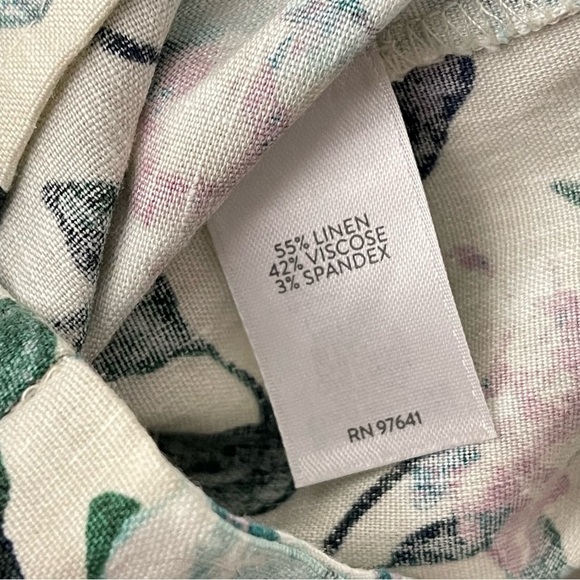 55% LINEN
42% VISCOSE
3% SPANDEX
RN 97641